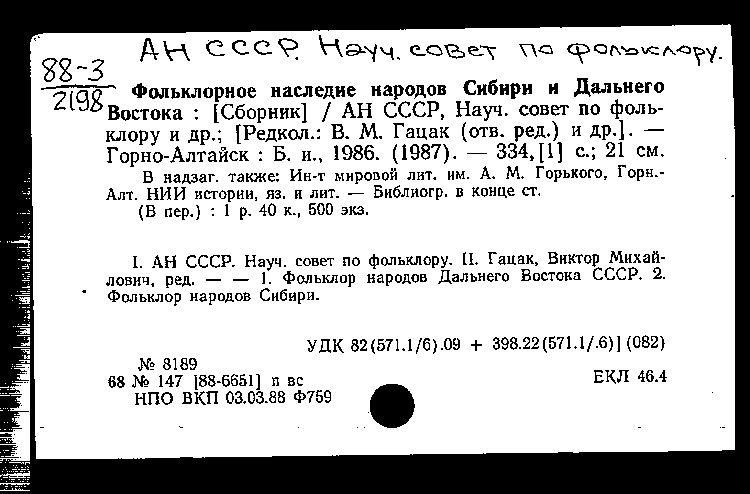 АН СССР. Науч. совет по фольклору.
88-3
2198
Фольклорное наследие народов Сибири и Дальнего
Востока : [Сборник] / АН СССР, Науч. совет по фоль-
клору и др.; [Редкол.: В. М. Гацак (отв. ред.) и др.]. —
Горно-Алтайск : Б. и., 1986. (1987). — 334, [1] с.; 21 см.
В надзаг. также: Ин-т мировой лит. им. А. М. Горького, Горн.-
Алт. НИИ истории, яз. и лит. — Библиогр. в конце ст.
(В пер.) : 1 р. 40 к., 500 экз.
I. АН СССР. Науч. совет по фольклору. II. Гацак, Виктор Михай-
лович, ред. — — 1. Фольклор народов Дальнего Востока СССР. 2.
Фольклор народов Сибири.
УДК 82(571.1/6).09 + 398.22(571.1/.6)](082)
№ 8189
68 № 147 [88-6651] п вс
ЕКЛ 46.4
НПО ВКП 03.03.88 Ф759